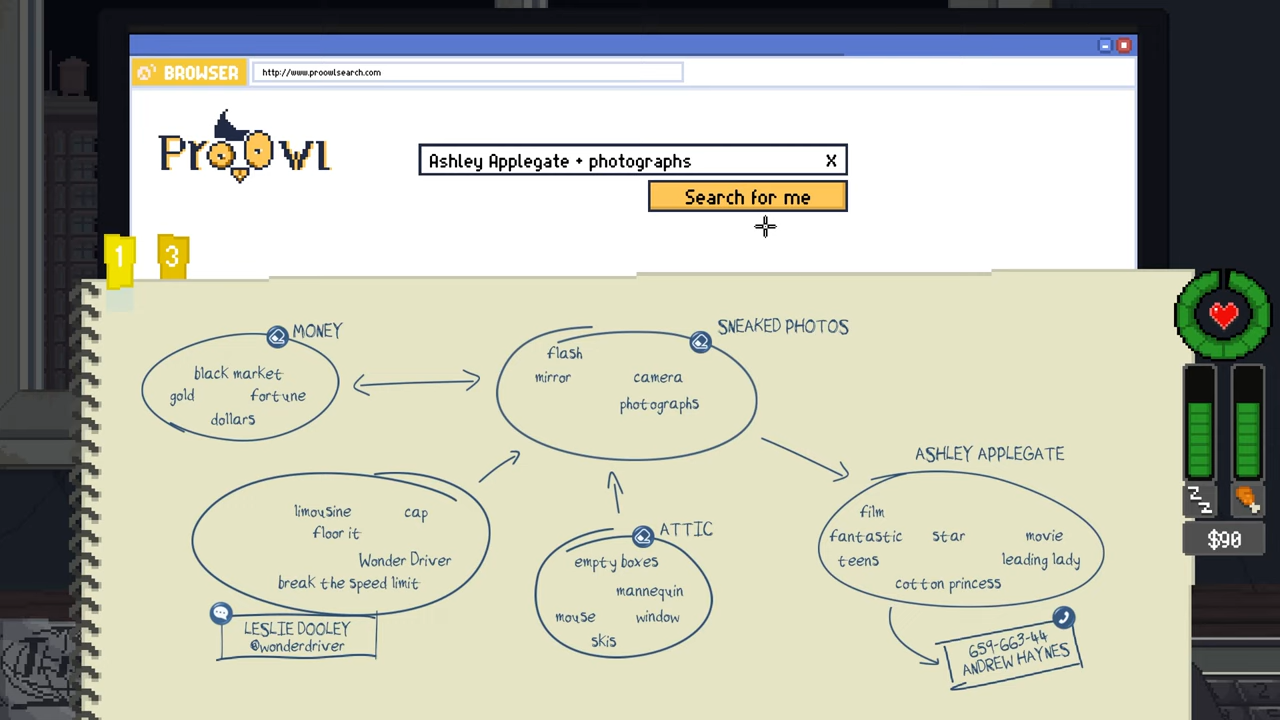 BROWSER
http://www.proowlsearch.com
PrOOwl
Ashley Applegate + photographs X
Search for me
1 3
MONEY
black market
gold fortune
dollars
SNEAKED PHOTOS
flash
mirror camera
photographs
limousine cap
floor it
Wonder Driver
break the speed limit
LESLIE DOOLEY
@wonderdriver
ATTIC
empty boxes
mannequin
mouse window
skis
ASHLEY APPLEGATE
film
fantastic star movie
teens leading lady
cotton princess
659-663-44
ANDREW HAYNES
z z z
$90